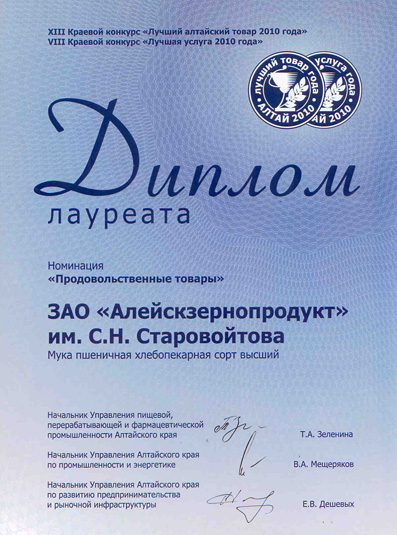 XIII Краевой конкурс «Лучший алтайский товар 2010 года»
VIII Краевой конкурс «Лучшая услуга 2010 года»
лучший товар года
• АЛТАЙ 2010 •
услуга года
АЙ 2010 •
Диплом
лауреата
Номинация
«Продовольственные товары»
ЗАО «Алейскзернопродукт»
им. С.Н. Старовойтова
Мука пшеничная хлебопекарная сорт высший
Начальник Управления пищевой,
перерабатывающей и фармацевтической
промышленности Алтайского края
Т.А. Зеленина
Начальник Управления Алтайского края
по промышленности и энергетике
В.А. Мещеряков
Начальник Управления Алтайского края
по развитию предпринимательства
и рыночной инфраструктуры
Е.В. Дешевых